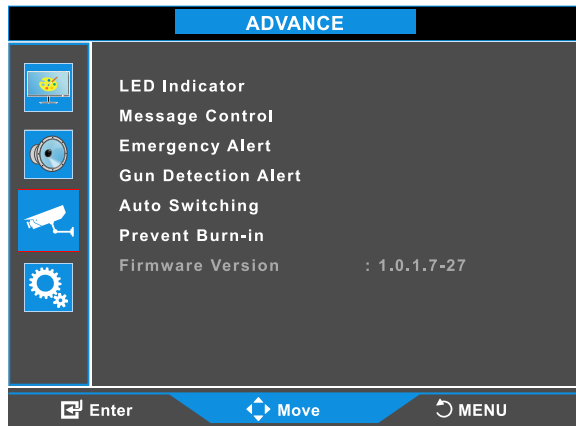 ADVANCE
LED Indicator
Message Control
Emergency Alert
Gun Detection Alert
Auto Switching
Prevent Burn-in
Firmware Version : 1.0.1.7-27
Enter Move MENU